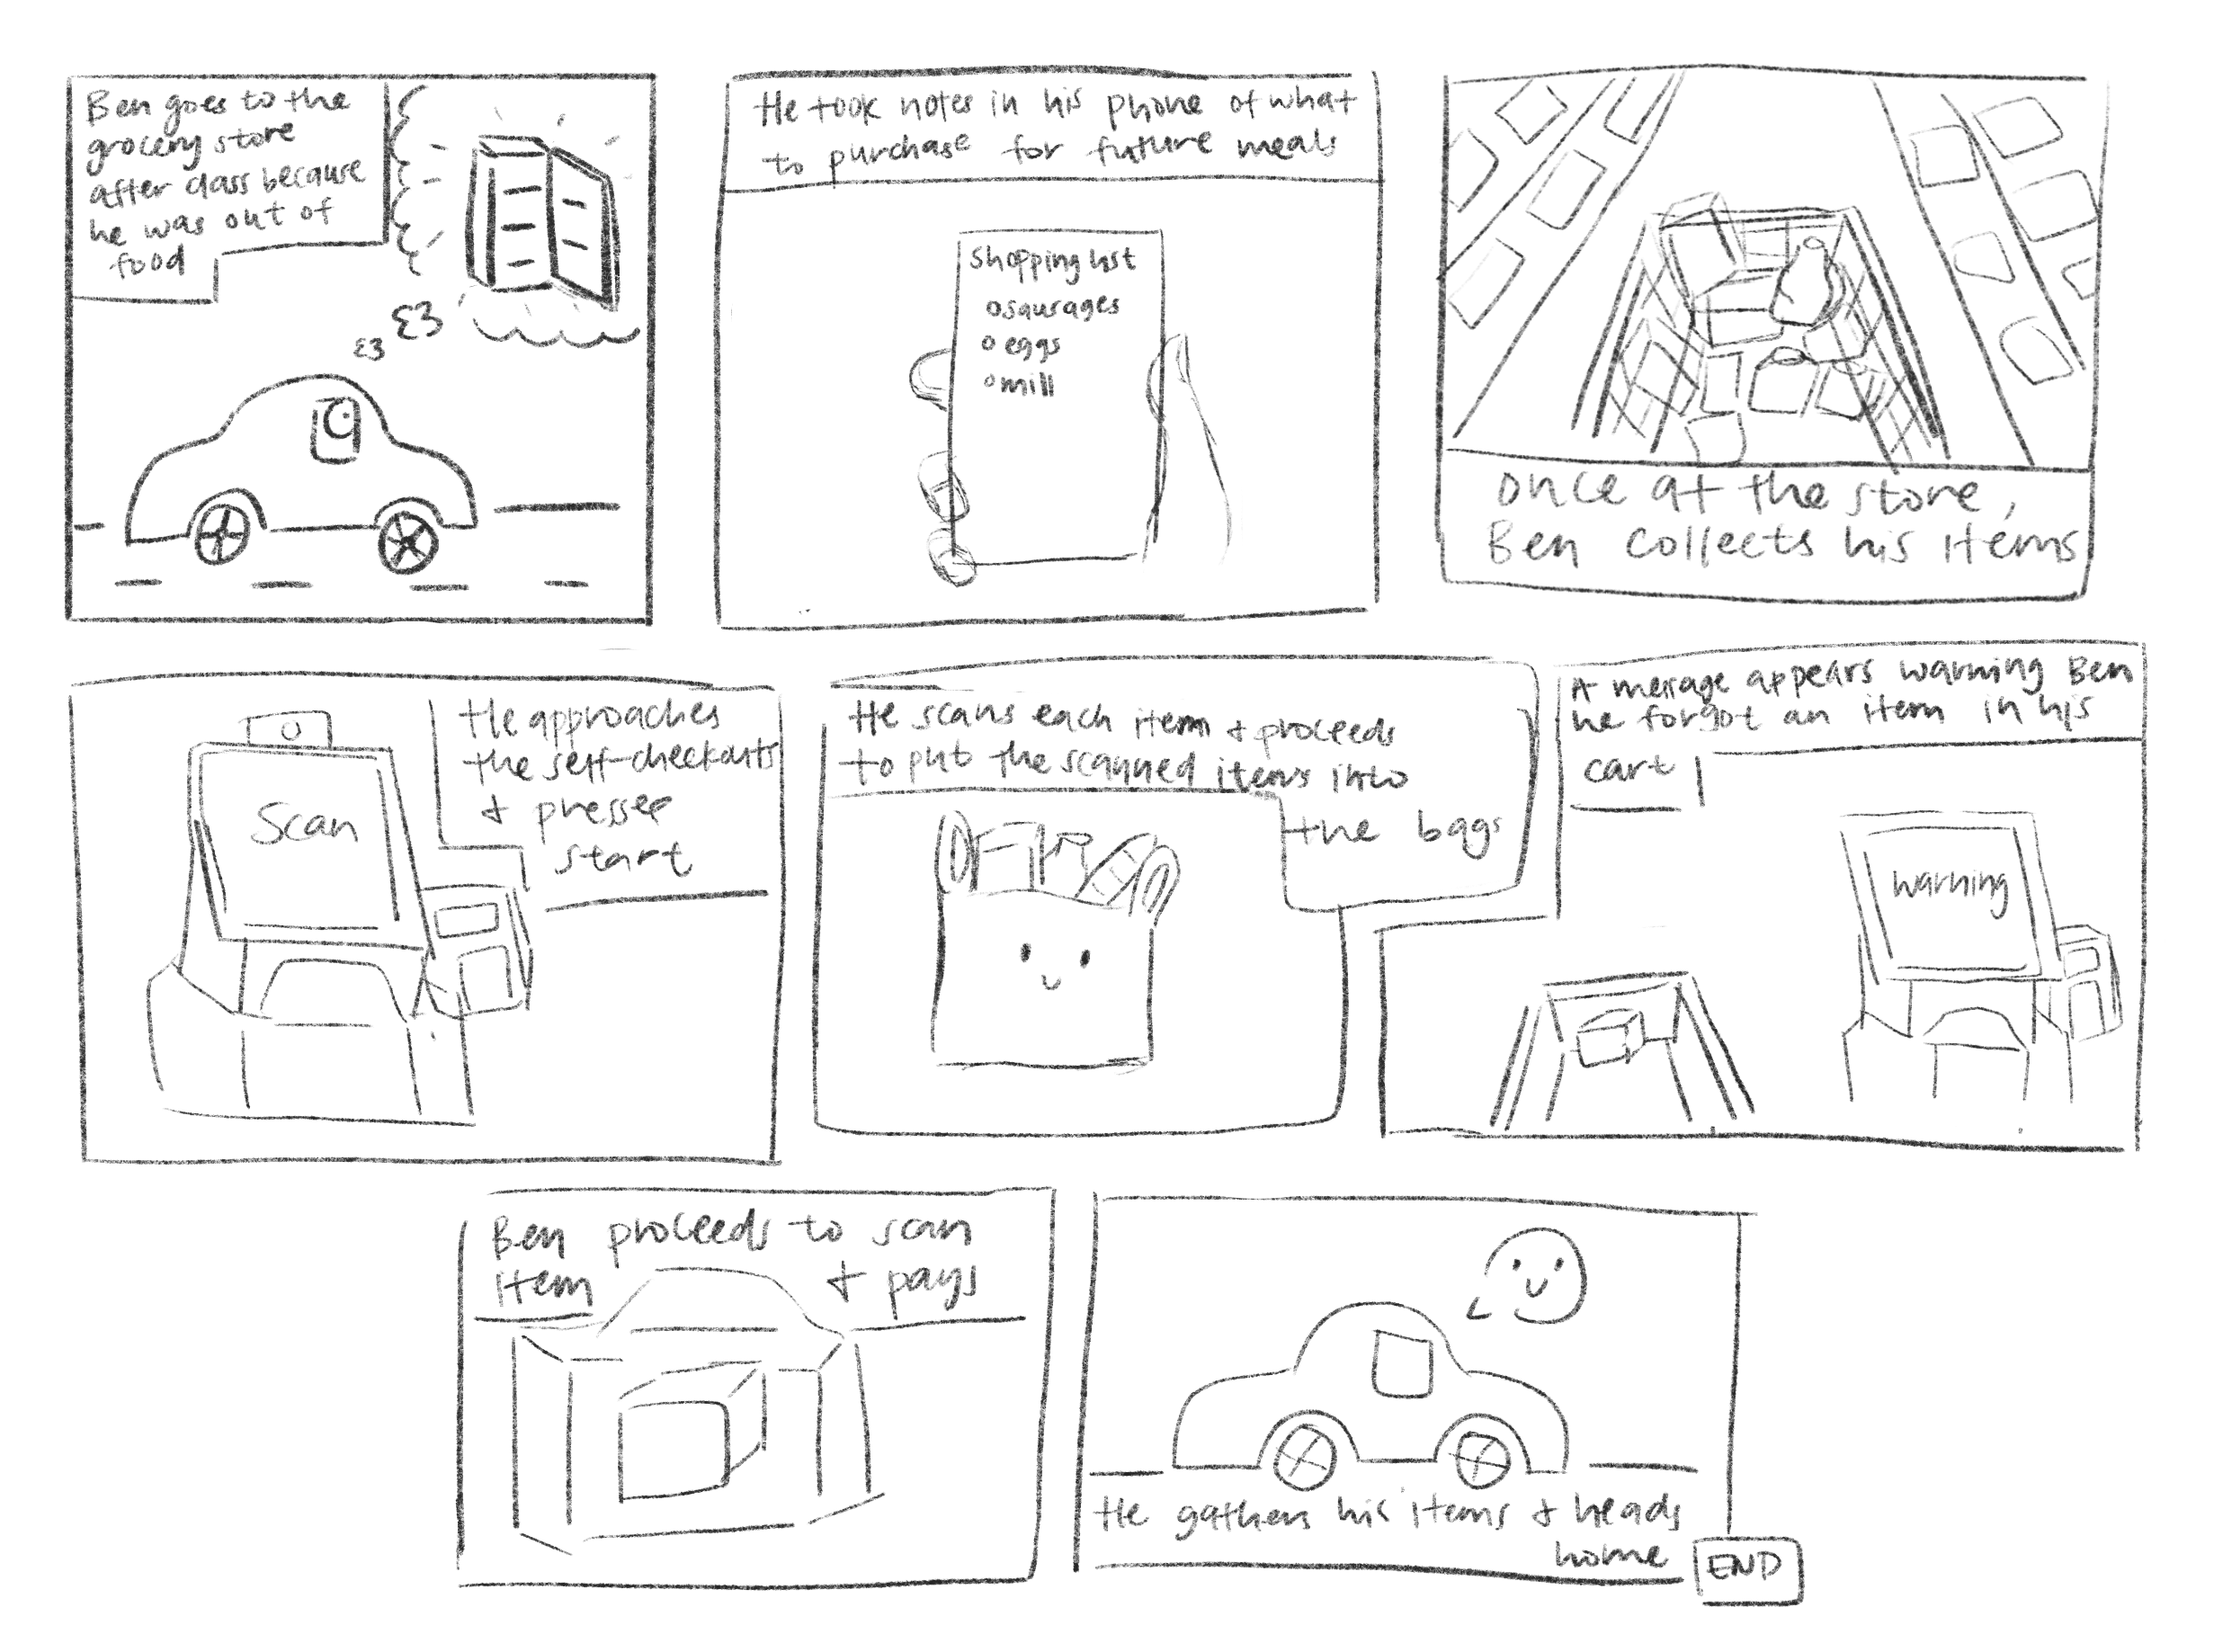 Ben goes to the
grocery store
after class because
he was out of
food
He took notes in his phone of what
to purchase for future meals
Shopping list
sausages
eggs
mill
once at the store,
Ben collects his items
He approaches
the self-checkouts
+ presses
start
Scan
He scans each item + proceeds
to put the scanned items into
the bags
A message appears warning Ben
he forgot an item in his
cart
Warning
Ben proceeds to scan
item + pays
He gathers his items + heads
home
END